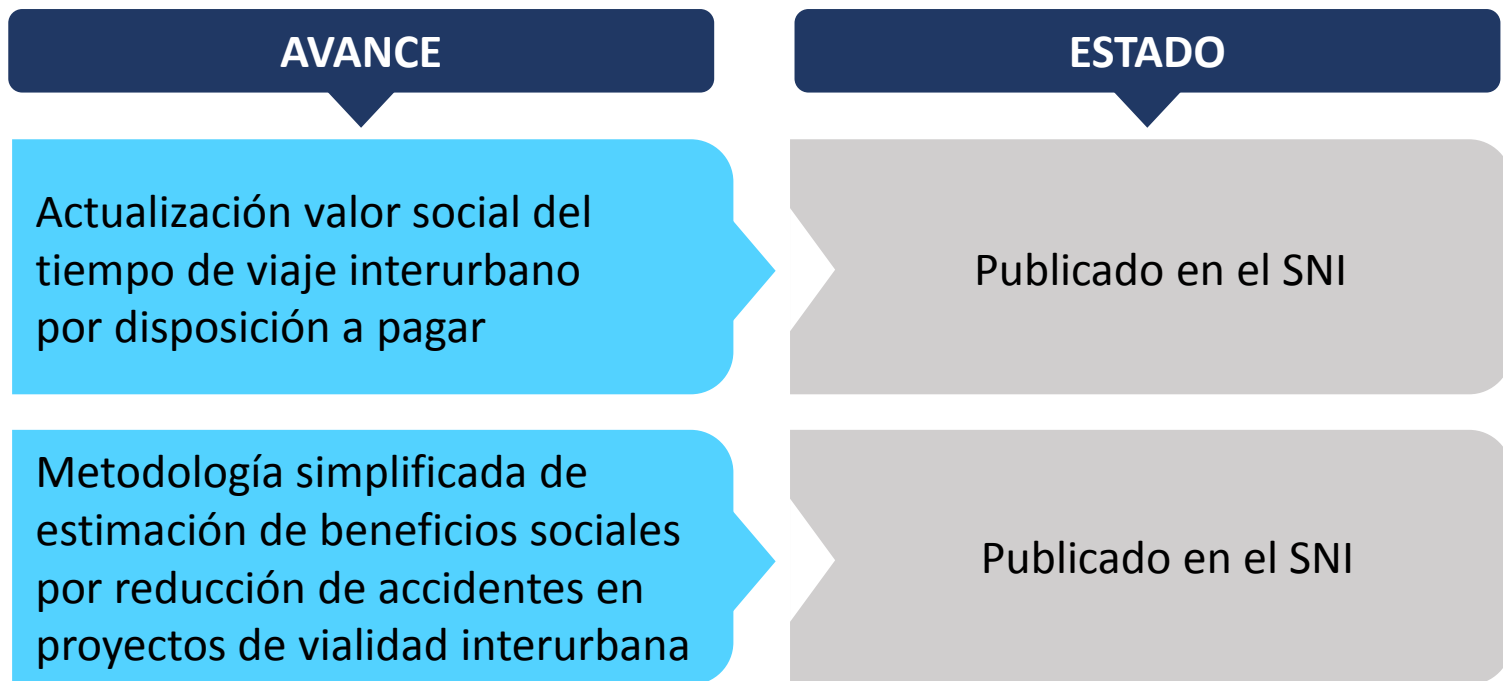 AVANCE
ESTADO
Actualización valor social del
tiempo de viaje interurbano
por disposición a pagar
Publicado en el SNI
Metodología simplificada de
estimación de beneficios sociales
por reducción de accidentes en
proyectos de vialidad interurbana
Publicado en el SNI